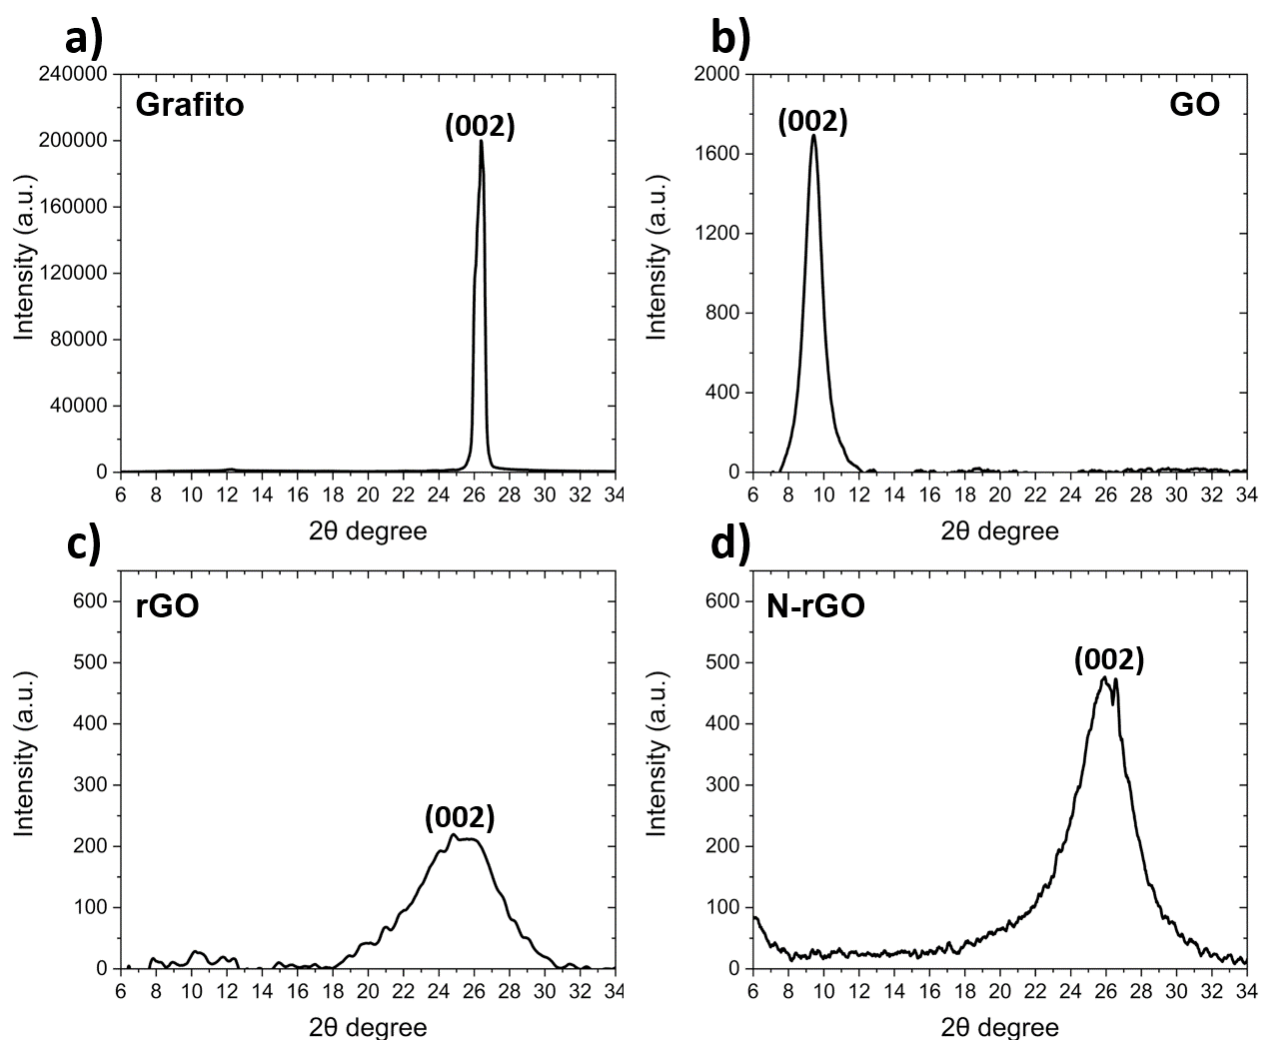 a)
Grafito
(002)
Intensity (a.u.)
240000
200000
160000
120000
80000
40000
0
6 8 10 12 14 16 18 20 22 24 26 28 30 32 34
2θ degree
b)
GO
(002)
Intensity (a.u.)
2000
1600
1200
800
400
0
6 8 10 12 14 16 18 20 22 24 26 28 30 32 34
2θ degree
c)
rGO
(002)
Intensity (a.u.)
600
500
400
300
200
100
0
6 8 10 12 14 16 18 20 22 24 26 28 30 32 34
2θ degree
d)
N-rGO
(002)
Intensity (a.u.)
600
500
400
300
200
100
0
6 8 10 12 14 16 18 20 22 24 26 28 30 32 34
2θ degree